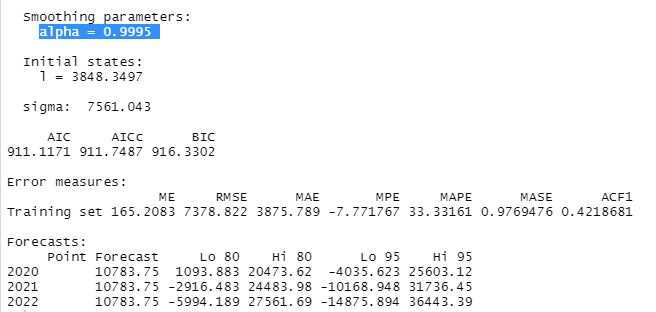 Smoothing parameters:
alpha = 0.9995
Initial states:
l = 3848.3497
sigma: 7561.043
AIC AICc BIC
911.1171 911.7487 916.3302
Error measures:
ME RMSE MAE MPE MAPE MASE ACF1
Training set 165.2083 7378.822 3875.789 -7.771767 33.33161 0.9769476 0.4218681
Forecasts:
Point Forecast Lo 80 Hi 80 Lo 95 Hi 95
2020 10783.75 1093.883 20473.62 -4035.623 25603.12
2021 10783.75 -2916.483 24483.98 -10168.948 31736.45
2022 10783.75 -5994.189 27561.69 -14875.894 36443.39